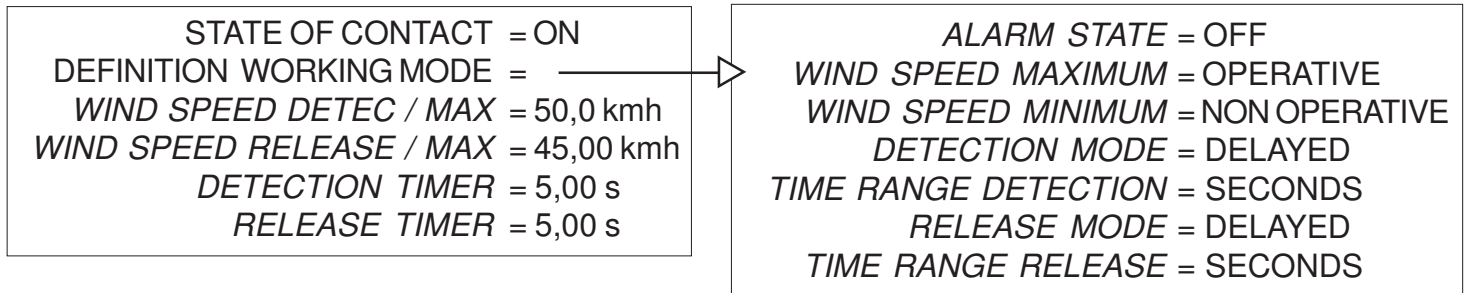 STATE OF CONTACT = ON
DEFINITION WORKING MODE =
WIND SPEED DETEC / MAX = 50,0 kmh
WIND SPEED RELEASE / MAX = 45,00 kmh
DETECTION TIMER = 5,00 s
RELEASE TIMER = 5,00 s
ALARM STATE = OFF
WIND SPEED MAXIMUM = OPERATIVE
WIND SPEED MINIMUM = NON OPERATIVE
DETECTION MODE = DELAYED
TIME RANGE DETECTION = SECONDS
RELEASE MODE = DELAYED
TIME RANGE RELEASE = SECONDS